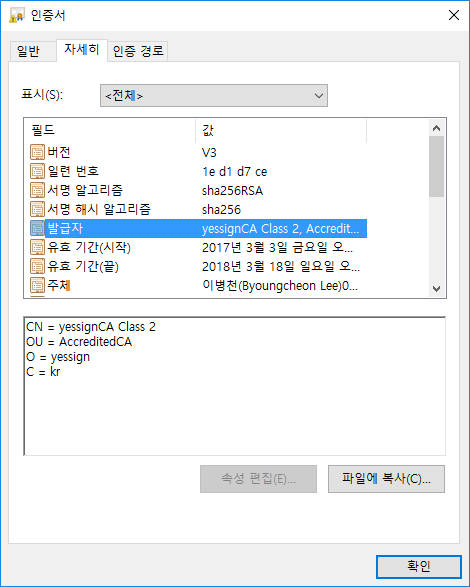 인증서
일반 자세히 인증 경로
표시(S): <전체>
필드 값
버전 V3
일련 번호 1e d1 d7 ce
서명 알고리즘 sha256RSA
서명 해시 알고리즘 sha256
발급자 yessignCA Class 2, Accredit...
유효 기간(시작) 2017년 3월 3일 금요일 오...
유효 기간(끝) 2018년 3월 18일 일요일 오...
주체 이병천(Byoungcheon Lee)0...
CN = yessignCA Class 2
OU = AccreditedCA
O = yessign
C = kr
속성 편집(E)... 파일에 복사(C)...
확인